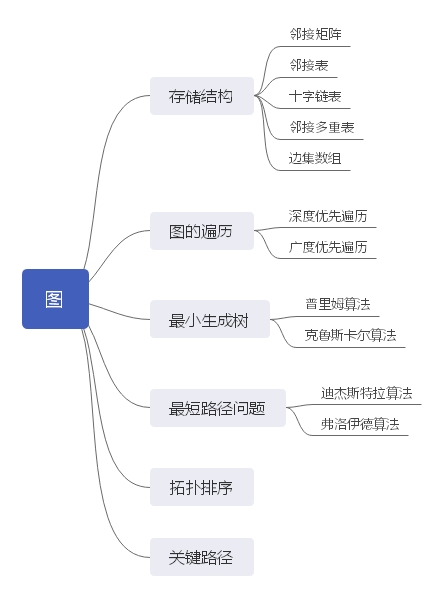 图
存储结构
邻接矩阵
邻接表
十字链表
邻接多重表
边集数组
图的遍历
深度优先遍历
广度优先遍历
最小生成树
普里姆算法
克鲁斯卡尔算法
最短路径问题
迪杰斯特拉算法
弗洛伊德算法
拓扑排序
关键路径